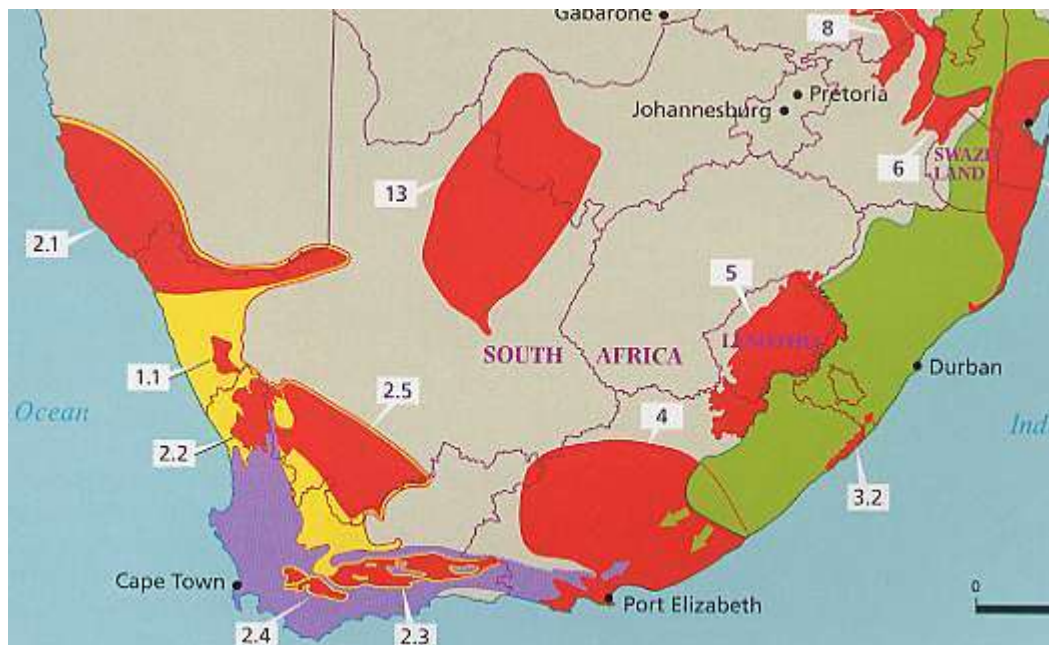 Gabarone
8
Pretoria
Johannesburg
6
SWAZI
LAND
13
2.1
5
LESOTHO
SOUTH AFRICA
1.1
Durban
2.5
Ocean
4
Ind
2.2
3.2
Cape Town
0
Port Elizabeth
2.4
2.3